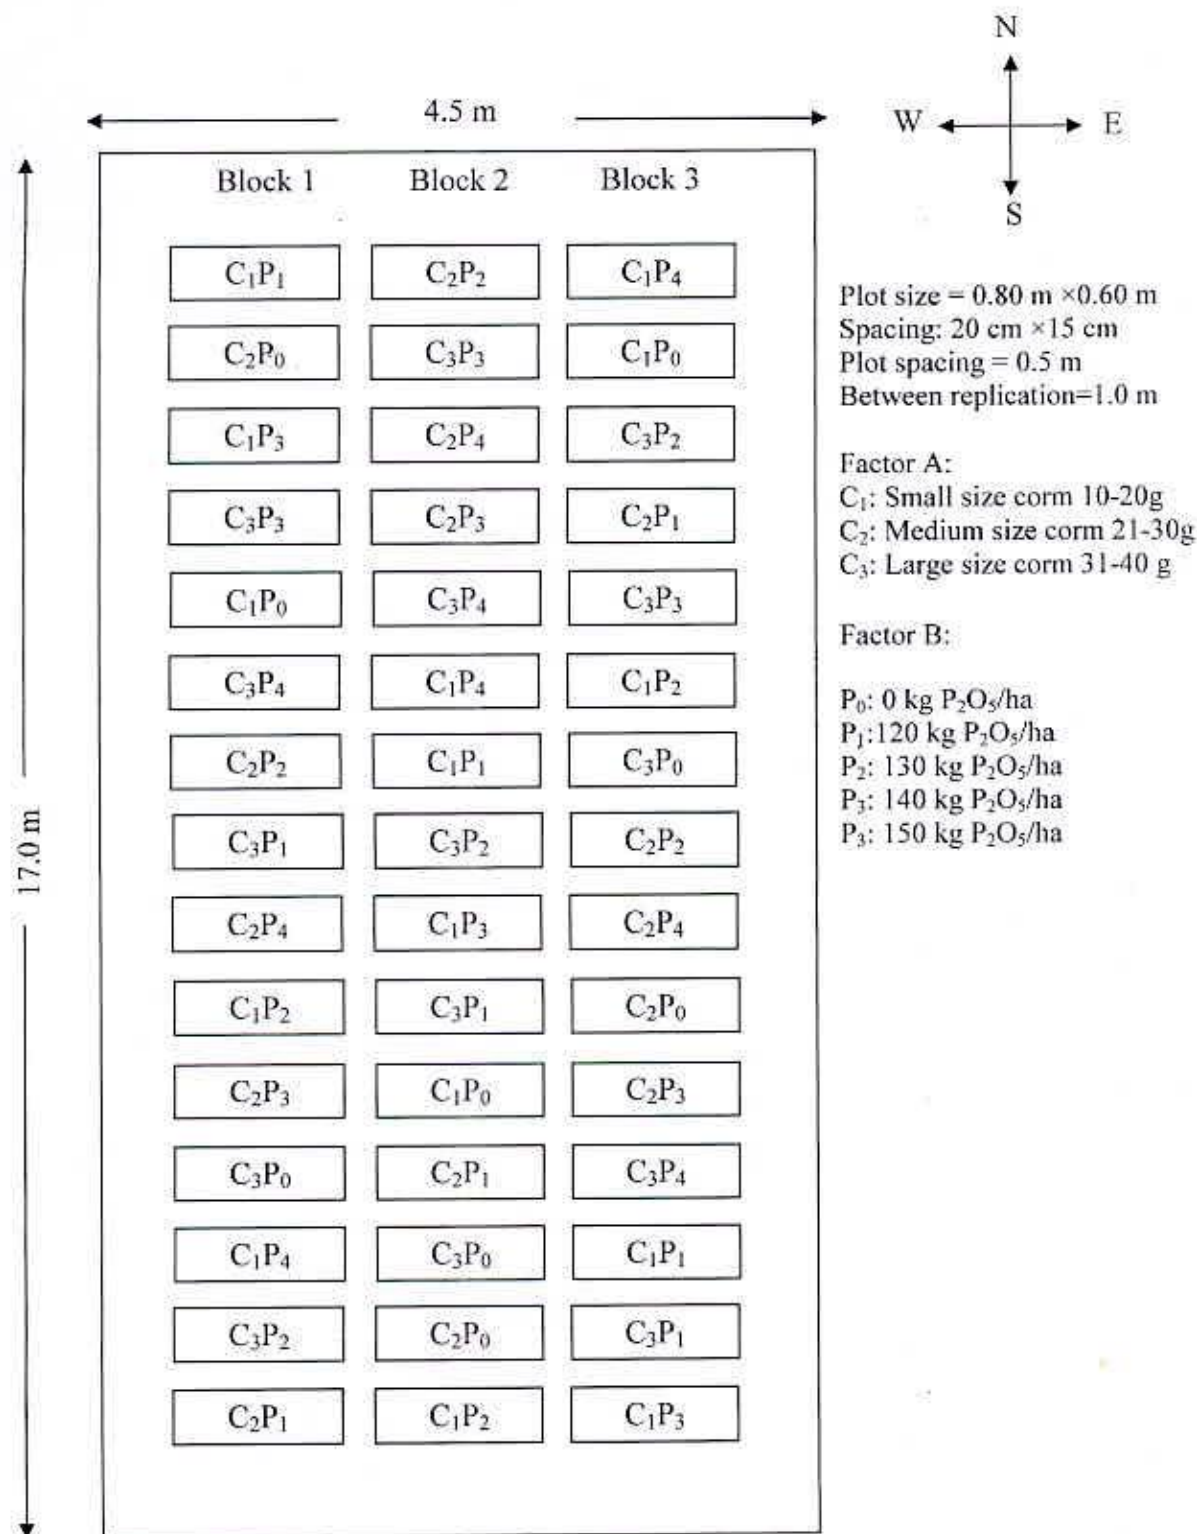 N
4.5 m
W E
S
Block 1 Block 2 Block 3
C₁P₁ C₂P₂ C₁P₄
C₂P₀ C₃P₃ C₁P₀
C₁P₃ C₂P₄ C₃P₂
C₃P₃ C₂P₃ C₂P₁
C₁P₀ C₃P₄ C₃P₃
C₃P₄ C₁P₄ C₁P₂
C₂P₂ C₁P₁ C₃P₀
C₃P₁ C₃P₂ C₂P₂
C₂P₄ C₁P₃ C₂P₄
C₁P₂ C₃P₁ C₂P₀
C₂P₃ C₁P₀ C₂P₃
C₃P₀ C₂P₁ C₃P₄
C₁P₄ C₃P₀ C₁P₁
C₃P₂ C₂P₀ C₃P₁
C₂P₁ C₁P₂ C₁P₃
17.0 m
Plot size = 0.80 m ×0.60 m
Spacing: 20 cm ×15 cm
Plot spacing = 0.5 m
Between replication=1.0 m
Factor A:
C₁: Small size corm 10-20g
C₂: Medium size corm 21-30g
C₃: Large size corm 31-40 g
Factor B:
P₀: 0 kg P₂O₅/ha
P₁:120 kg P₂O₅/ha
P₂: 130 kg P₂O₅/ha
P₃: 140 kg P₂O₅/ha
P₃: 150 kg P₂O₅/ha